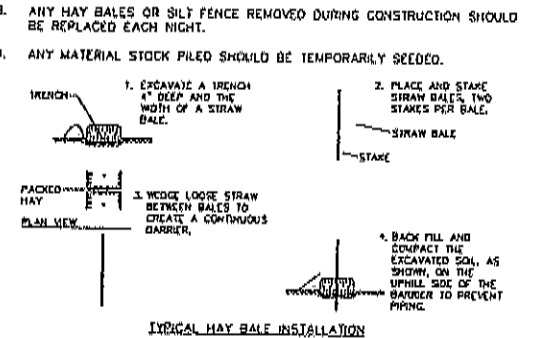 ANY HAY BALES OR SILT FENCE REMOVED DURING CONSTRUCTION SHOULD
BE REPLACED EACH NIGHT.
ANY MATERIAL STOCK PILED SHOULD BE TEMPORARILY SEEDED.
TRENCH
1. EXCAVATE A TRENCH
4" DEEP AND THE
WIDTH OF A STRAW
BALE.
2. PLACE AND STAKE
STRAW BALES, TWO
STAKES PER BALE.
STRAW BALE
STAKE
PACKED
HAY
PLAN VIEW
3. WEDGE LOOSE STRAW
BETWEEN BALES TO
CREATE A CONTINUOUS
BARRIER.
4. BACK FILL AND
COMPACT THE
EXCAVATED SOIL, AS
SHOWN, ON THE
UPHILL SIDE OF THE
BARRIER TO PREVENT
PIPING.
TYPICAL HAY BALE INSTALLATION